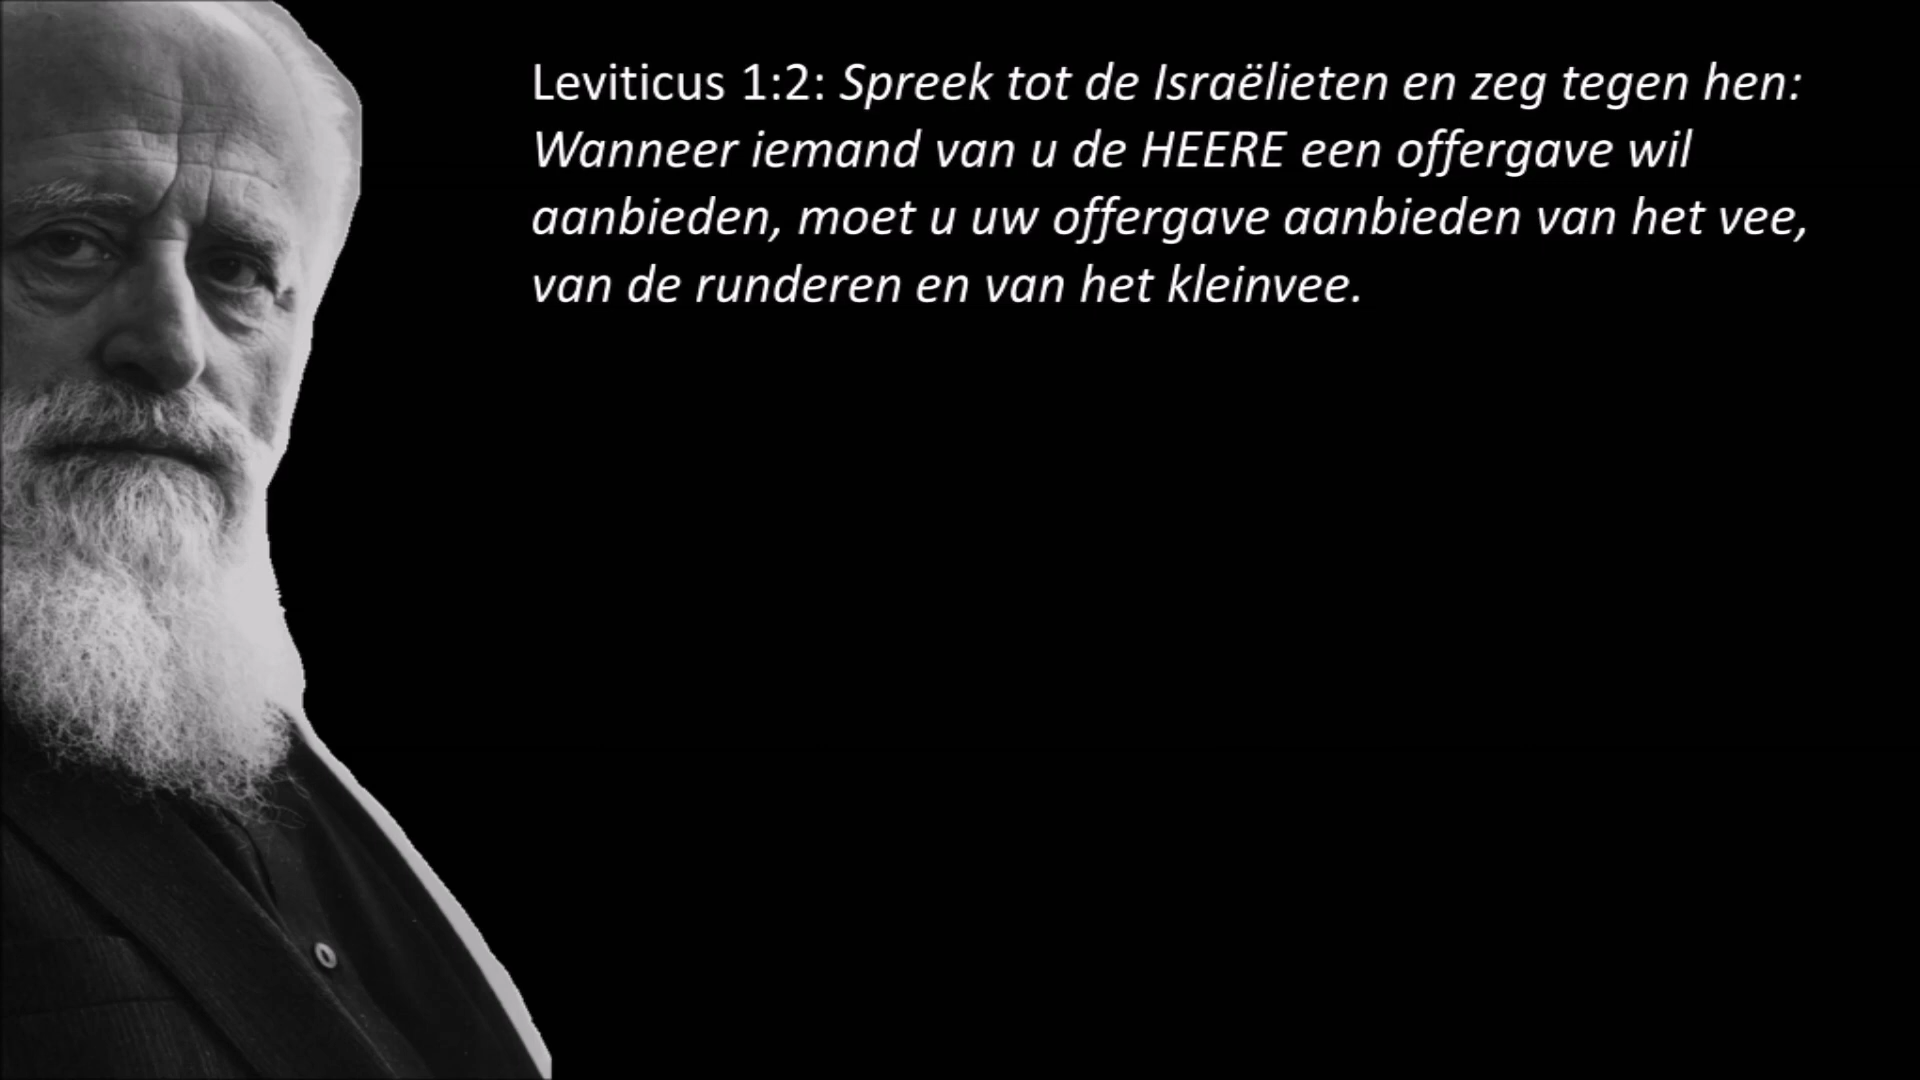 Leviticus 1:2: Spreek tot de Israëlieten en zeg tegen hen:
Wanneer iemand van u de HEERE een offergave wil
aanbieden, moet u uw offergave aanbieden van het vee,
van de runderen en van het kleinvee.